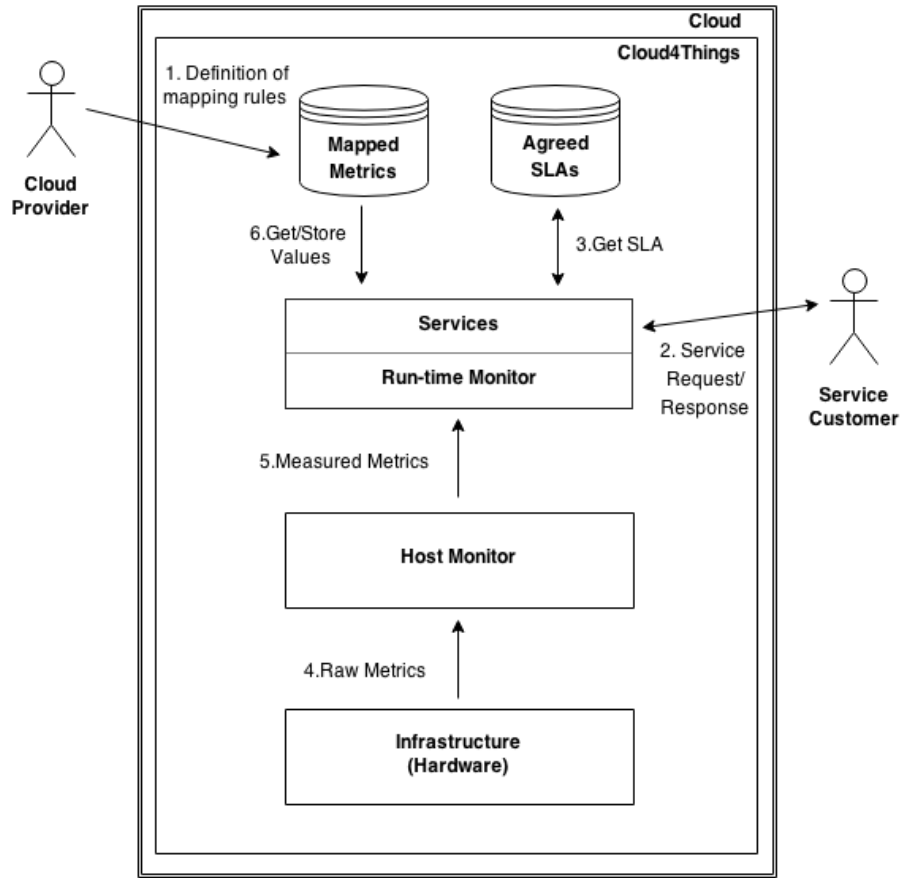 Cloud
Cloud4Things
1. Definition of
mapping rules
Mapped
Metrics
Agreed
SLAs
Cloud
Provider
6.Get/Store
Values
3.Get SLA
Services
Run-time Monitor
2. Service
Request/
Response
Service
Customer
5.Measured Metrics
Host Monitor
4.Raw Metrics
Infrastructure
(Hardware)